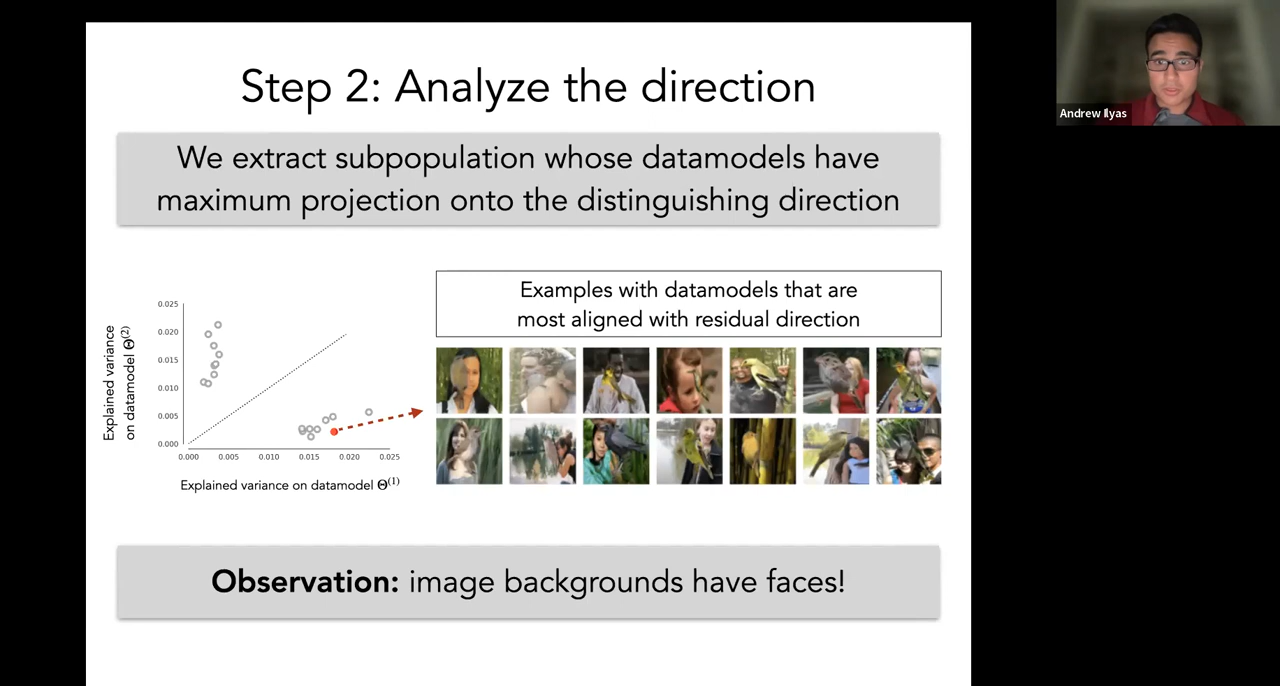 Step 2: Analyze the direction
We extract subpopulation whose datamodels have
maximum projection onto the distinguishing direction
Examples with datamodels that are
most aligned with residual direction
Explained variance
on datamodel Θ(2)
0.025
0.020
0.015
0.010
0.005
0.000
0.000 0.005 0.010 0.015 0.020 0.025
Explained variance on datamodel Θ(1)
Observation: image backgrounds have faces!
Andrew Ilyas